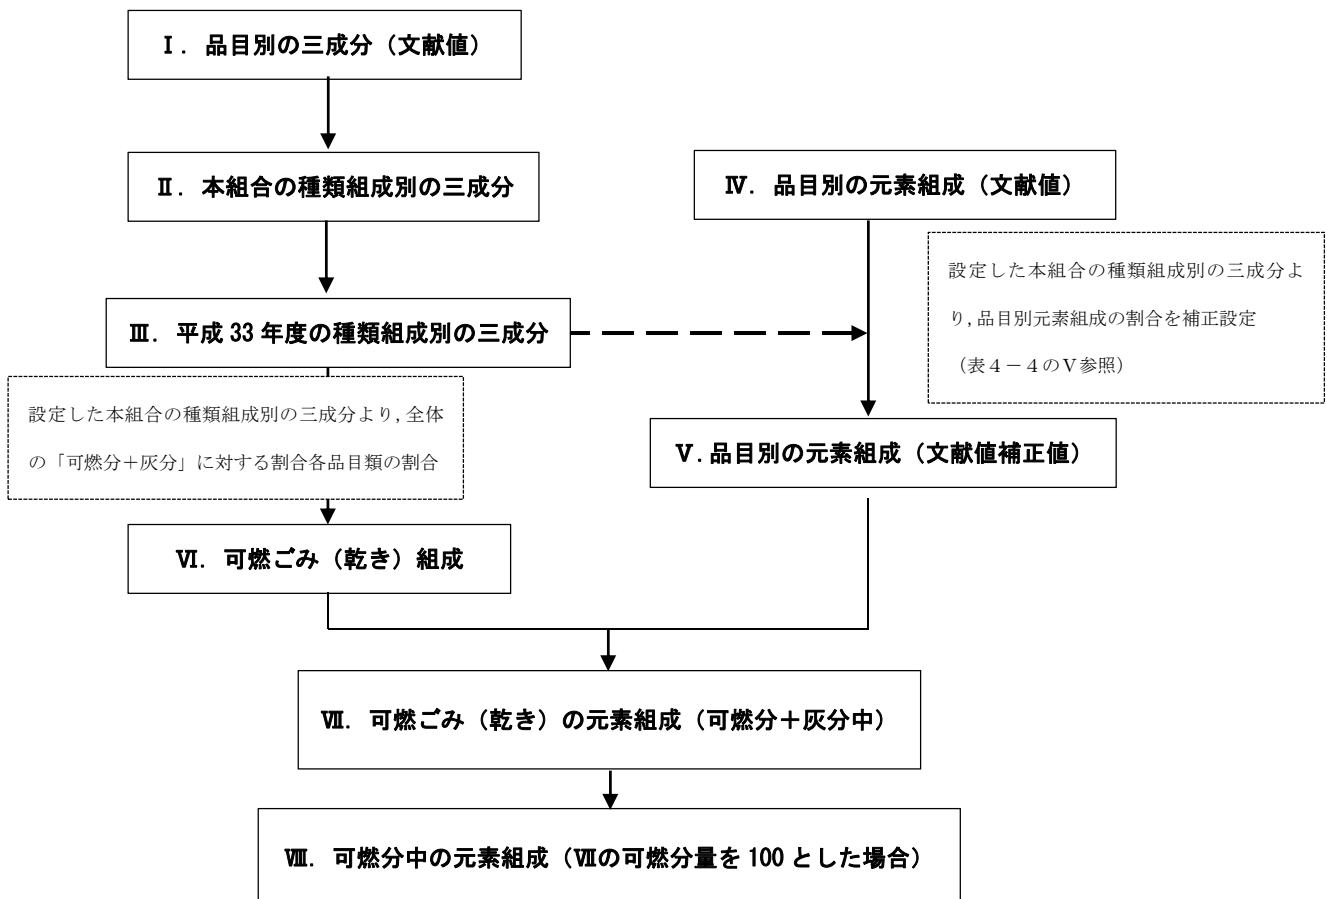 Ⅰ．品目別の三成分（文献値）
Ⅱ．本組合の種類組成別の三成分
Ⅳ．品目別の元素組成（文献値）
設定した本組合の種類組成別の三成分よ
り,品目別元素組成の割合を補正設定
（表４－４のⅤ参照）
Ⅲ．平成 33 年度の種類組成別の三成分
設定した本組合の種類組成別の三成分より,全体
の「可燃分＋灰分」に対する割合各品目類の割合
Ⅴ.品目別の元素組成（文献値補正値）
Ⅵ．可燃ごみ（乾き）組成
Ⅶ．可燃ごみ（乾き）の元素組成（可燃分＋灰分中）
Ⅷ．可燃分中の元素組成（Ⅶの可燃分量を 100 とした場合）